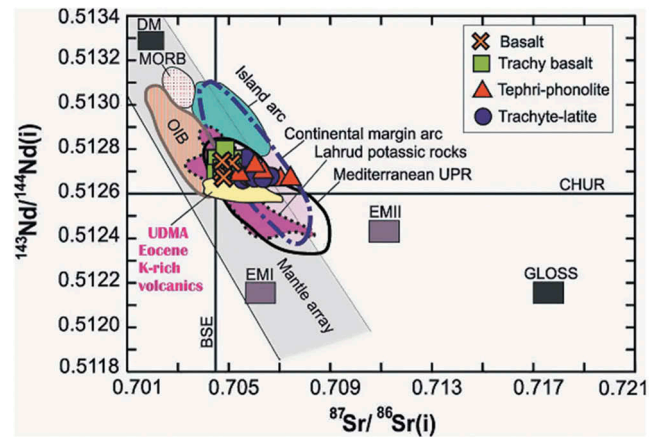 0.5134
0.5132
0.5130
0.5128
0.5126
0.5124
0.5122
0.5120
0.5118
¹⁴³Nd/¹⁴⁴Nd(i)
DM
MORB
OIB
Island arc
Continental margin arc
Lahrud potassic rocks
Mediterranean UPR
CHUR
UDMA
Eocene
K-rich
volcanics
EMI
EMII
GLOSS
Mantle array
BSE
Basalt
Trachy basalt
Tephri-phonolite
Trachyte-latite
0.701 0.705 0.709 0.713 0.717 0.721
⁸⁷Sr/ ⁸⁶Sr(i)